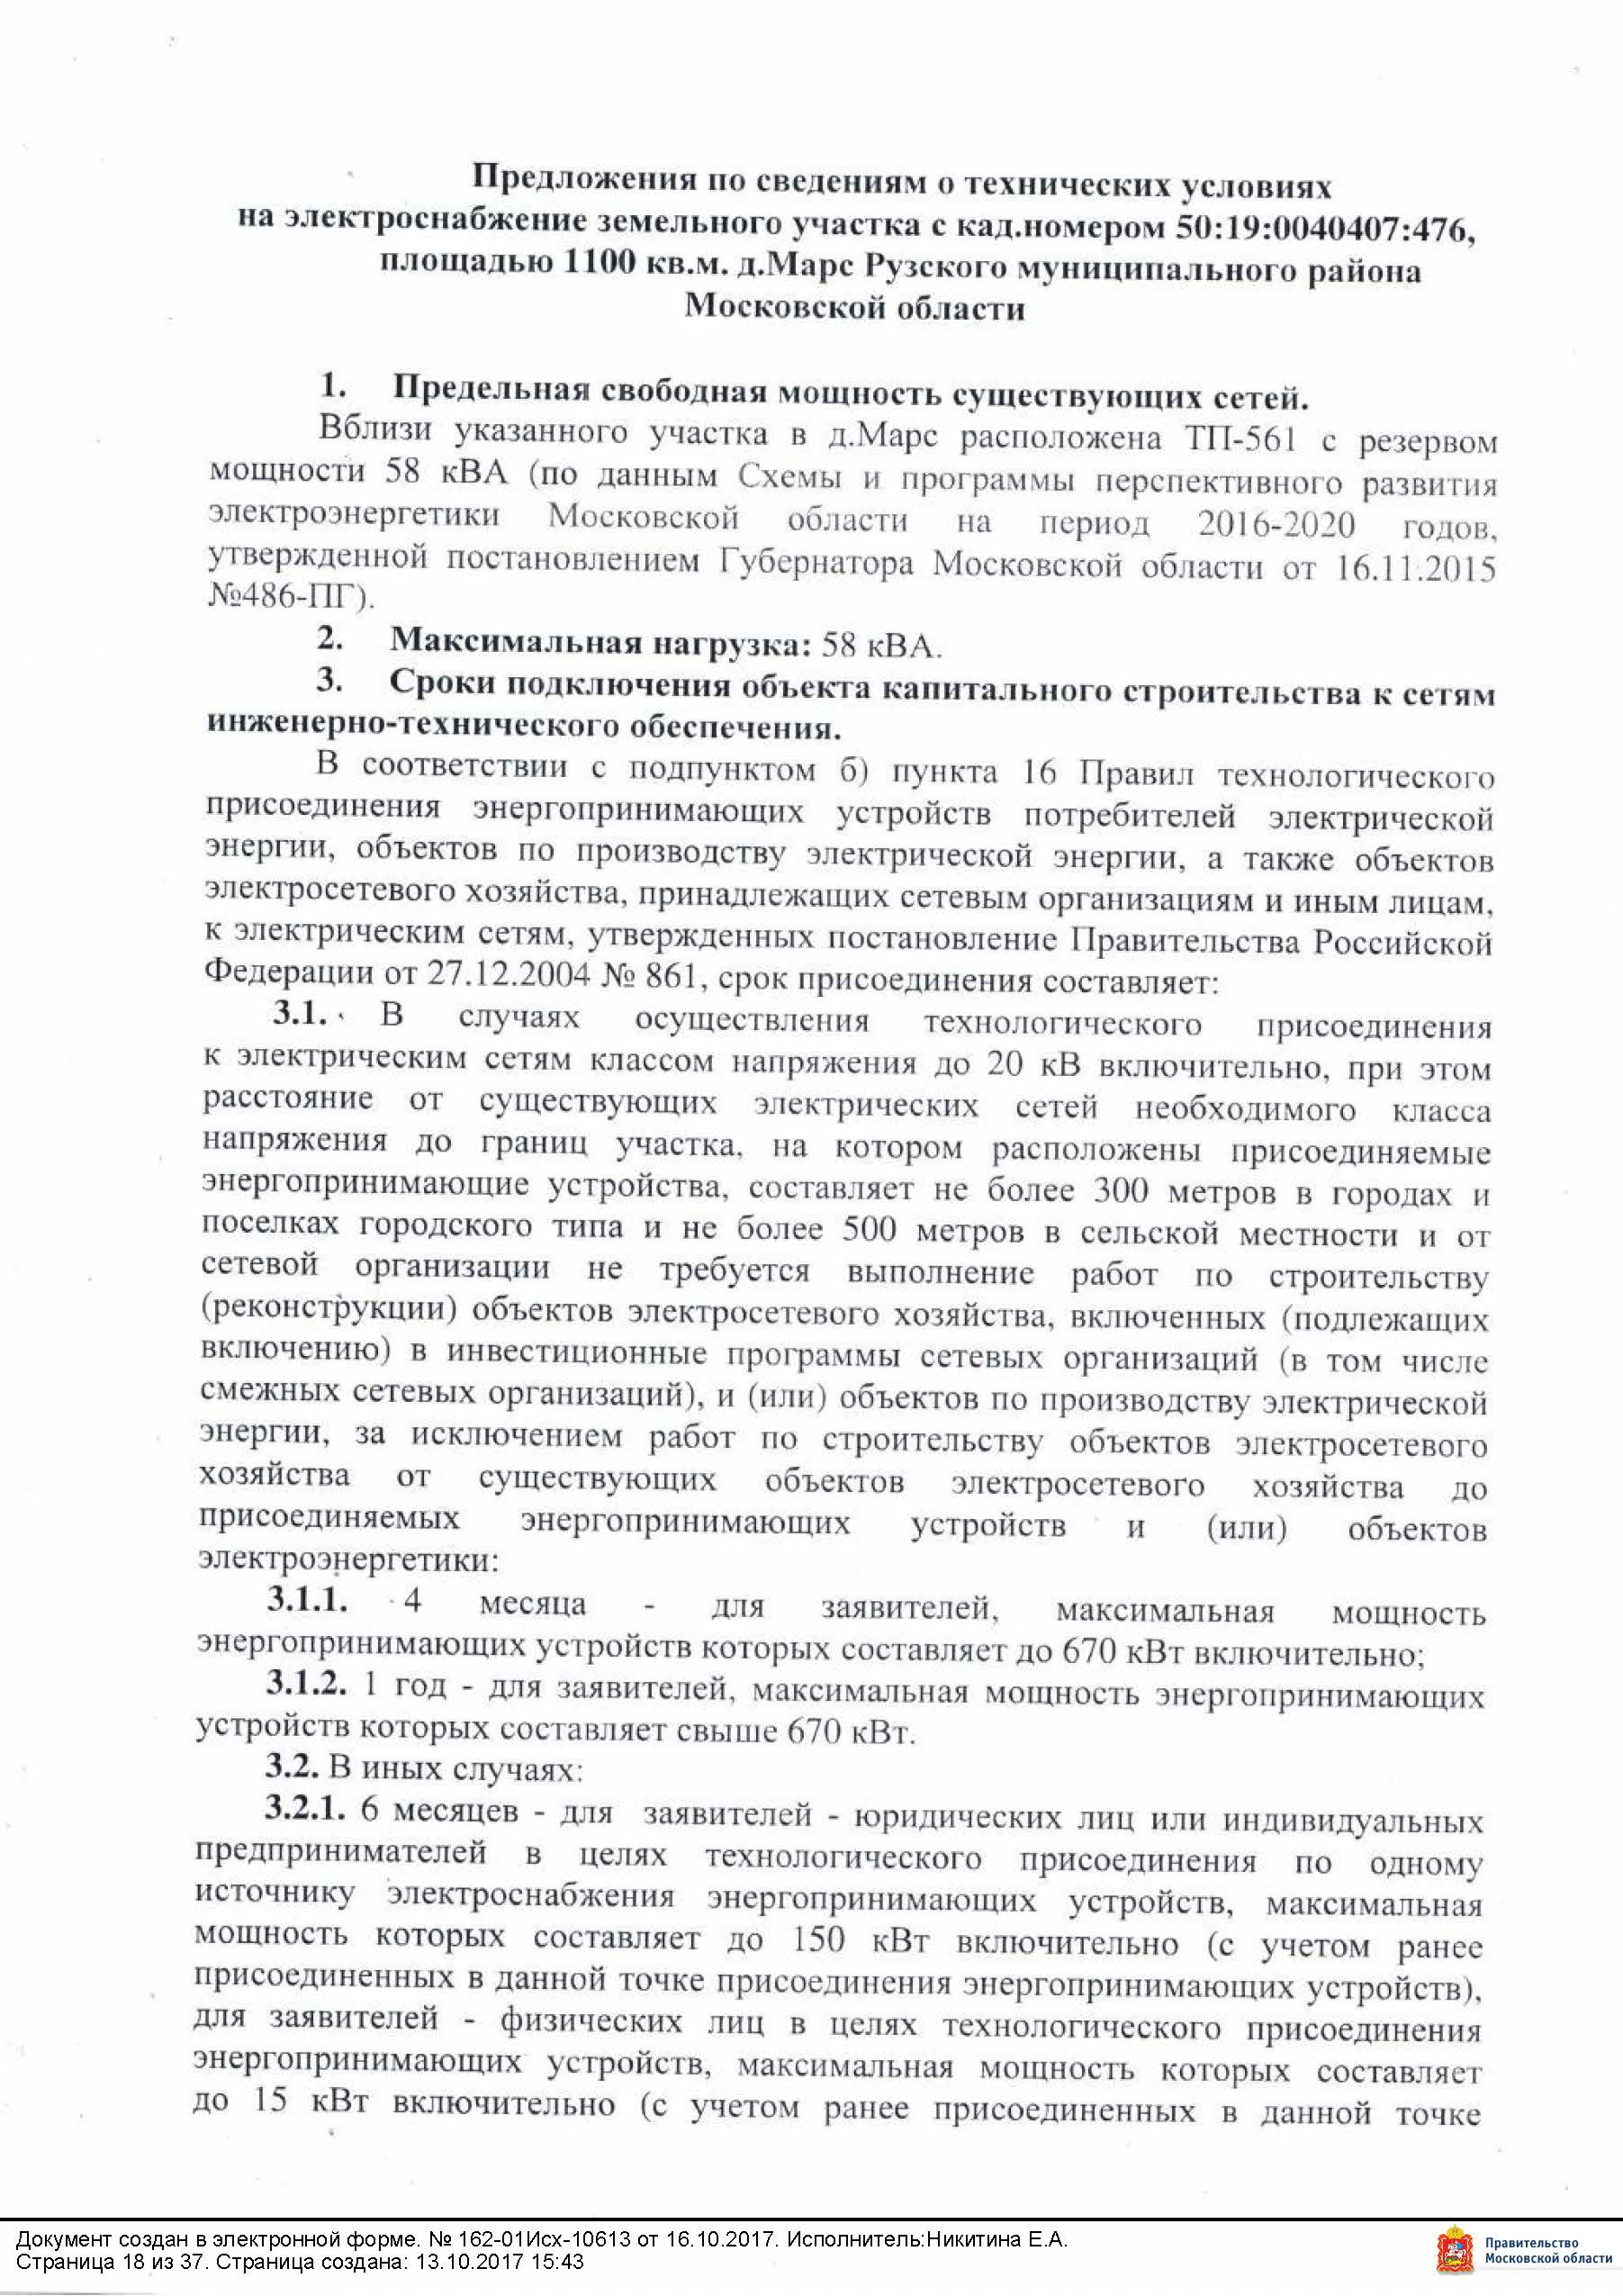 Предложения по сведениям о технических условиях
на электроснабжение земельного участка с кад.номером 50:19:0040407:476,
площадью 1100 кв.м. д.Марс Рузского муниципального района
Московской области
1. Предельная свободная мощность существующих сетей.
Вблизи указанного участка в д.Марс расположена ТП-561 с резервом
мощности 58 кВА (по данным Схемы и программы перспективного развития
электроэнергетики Московской области на период 2016-2020 годов,
утвержденной постановлением Губернатора Московской области от 16.11.2015
№486-ПГ).
2. Максимальная нагрузка: 58 кВА.
3. Сроки подключения объекта капитального строительства к сетям
инженерно-технического обеспечения.
В соответствии с подпунктом б) пункта 16 Правил технологического
присоединения энергопринимающих устройств потребителей электрической
энергии, объектов по производству электрической энергии, а также объектов
электросетевого хозяйства, принадлежащих сетевым организациям и иным лицам,
к электрическим сетям, утвержденных постановление Правительства Российской
Федерации от 27.12.2004 № 861, срок присоединения составляет:
3.1. В случаях осуществления технологического присоединения
к электрическим сетям классом напряжения до 20 кВ включительно, при этом
расстояние от существующих электрических сетей необходимого класса
напряжения до границ участка, на котором расположены присоединяемые
энергопринимающие устройства, составляет не более 300 метров в городах и
поселках городского типа и не более 500 метров в сельской местности и от
сетевой организации не требуется выполнение работ по строительству
(реконструкции) объектов электросетевого хозяйства, включенных (подлежащих
включению) в инвестиционные программы сетевых организаций (в том числе
смежных сетевых организаций), и (или) объектов по производству электрической
энергии, за исключением работ по строительству объектов электросетевого
хозяйства от существующих объектов электросетевого хозяйства до
присоединяемых энергопринимающих устройств и (или) объектов
электроэнергетики:
3.1.1. 4 месяца - для заявителей, максимальная мощность
энергопринимающих устройств которых составляет до 670 кВт включительно;
3.1.2. 1 год - для заявителей, максимальная мощность энергопринимающих
устройств которых составляет свыше 670 кВт.
3.2. В иных случаях:
3.2.1. 6 месяцев - для заявителей - юридических лиц или индивидуальных
предпринимателей в целях технологического присоединения по одному
источнику электроснабжения энергопринимающих устройств, максимальная
мощность которых составляет до 150 кВт включительно (с учетом ранее
присоединенных в данной точке присоединения энергопринимающих устройств),
для заявителей - физических лиц в целях технологического присоединения
энергопринимающих устройств, максимальная мощность которых составляет
до 15 кВт включительно (с учетом ранее присоединенных в данной точке
Документ создан в электронной форме. № 162-01Исх-10613 от 16.10.2017. Исполнитель:Никитина Е.А.
Страница 18 из 37. Страница создана: 13.10.2017 15:43
Правительство
Московской области